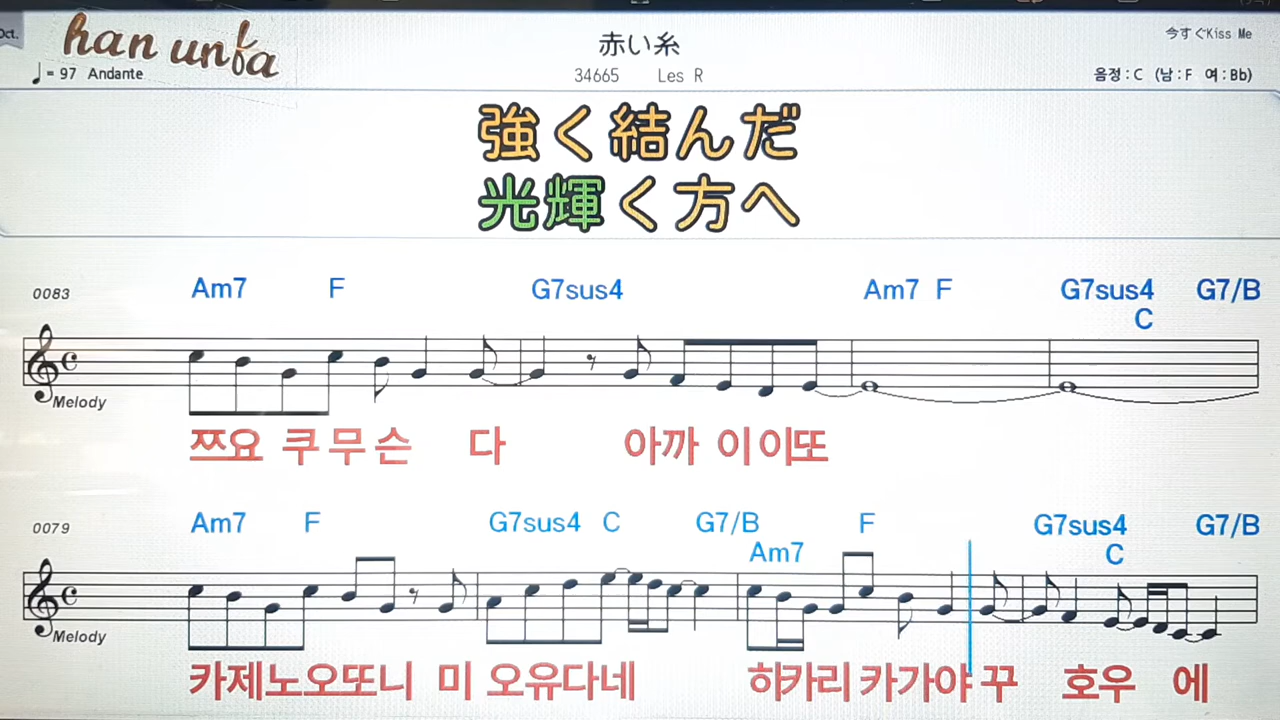 Oct.
han unfa
♩= 97 Andante
赤い糸
34665 Les R
今すぐKiss Me
음정 : C (남 : F 여 : Bb)
強く結んだ
光輝く方へ
0083
Am7 F G7sus4 Am7 F G7sus4 G7/B
C
Melody
쯔요 쿠 무 슨 다 아까 이 이또
0079
Am7 F G7sus4 C G7/B F G7sus4 G7/B
Am7 C
Melody
카제노오또니 미 오유다네 히카리 카가야 꾸 호우 에